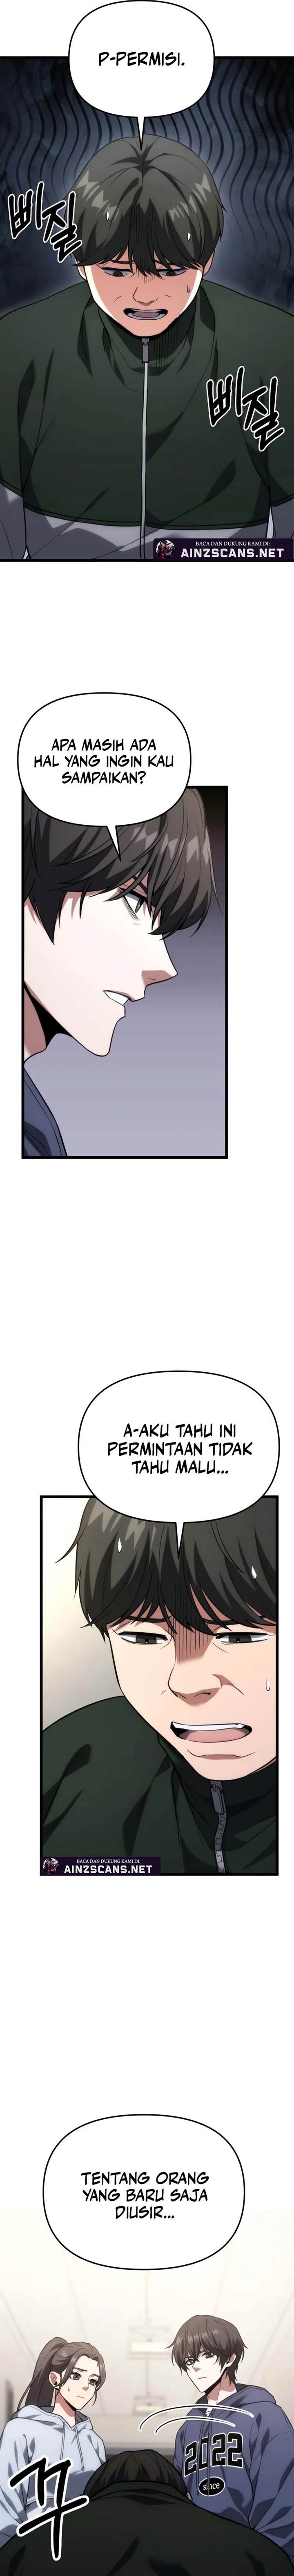 P-PERMISI.
삐질
삐질
BACA DAN DUKUNG KAMI DI:
AINZSCANS.NET
APA MASIH ADA
HAL YANG INGIN KAU
SAMPAIKAN?
A-AKU TAHU INI
PERMINTAAN TIDAK
TAHU MALU...
BACA DAN DUKUNG KAMI DI:
AINZSCANS.NET
TENTANG ORANG
YANG BARU SAJA
DIUSIR...
2022
since
꾸